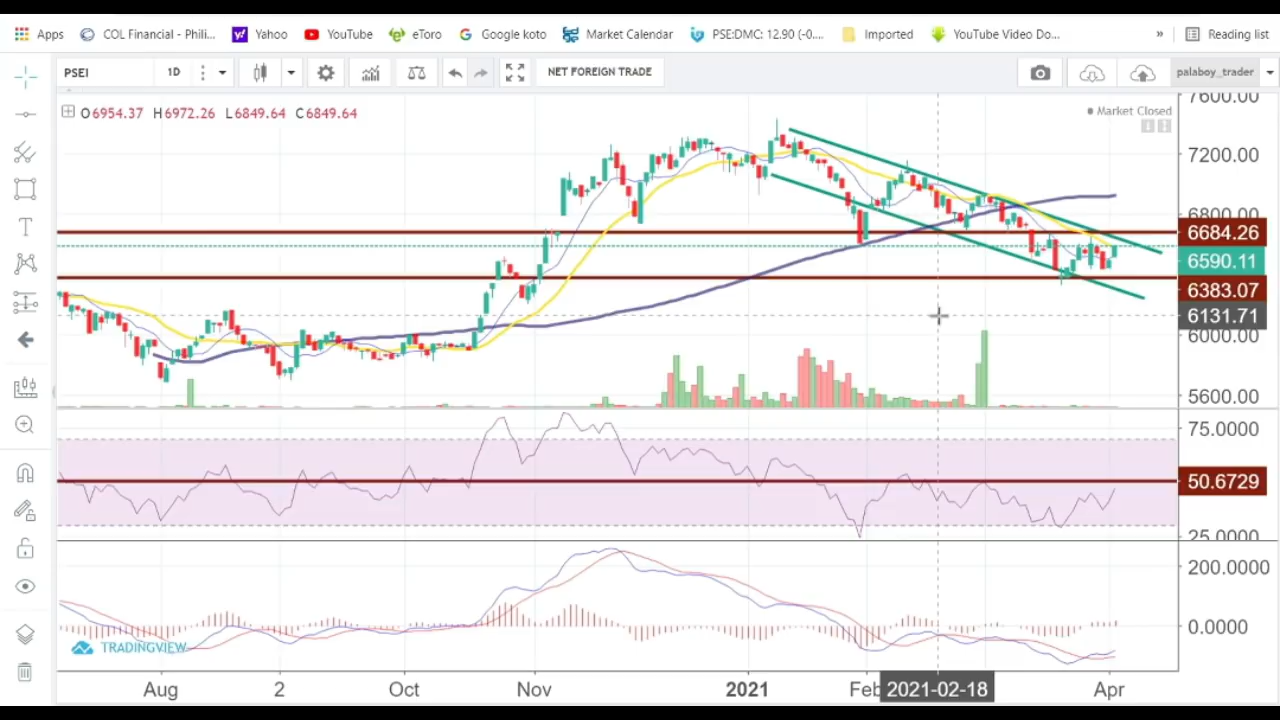 Apps COL Financial - Phili... Yahoo YouTube eToro Google koto Market Calendar PSE:DMC: 12.90 (-0.... Imported YouTube Video Do... » Reading list
PSEI 1D NET FOREIGN TRADE palaboy_trader
O6954.37 H6972.26 L6849.64 C6849.64
Market Closed
7600.00
7200.00
6800.00
6684.26
6590.11
6383.07
6131.71
6000.00
5600.00
75.0000
50.6729
25.0000
200.0000
0.0000
TRADINGVIEW
Aug 2 Oct Nov 2021 Feb 2021-02-18 Apr